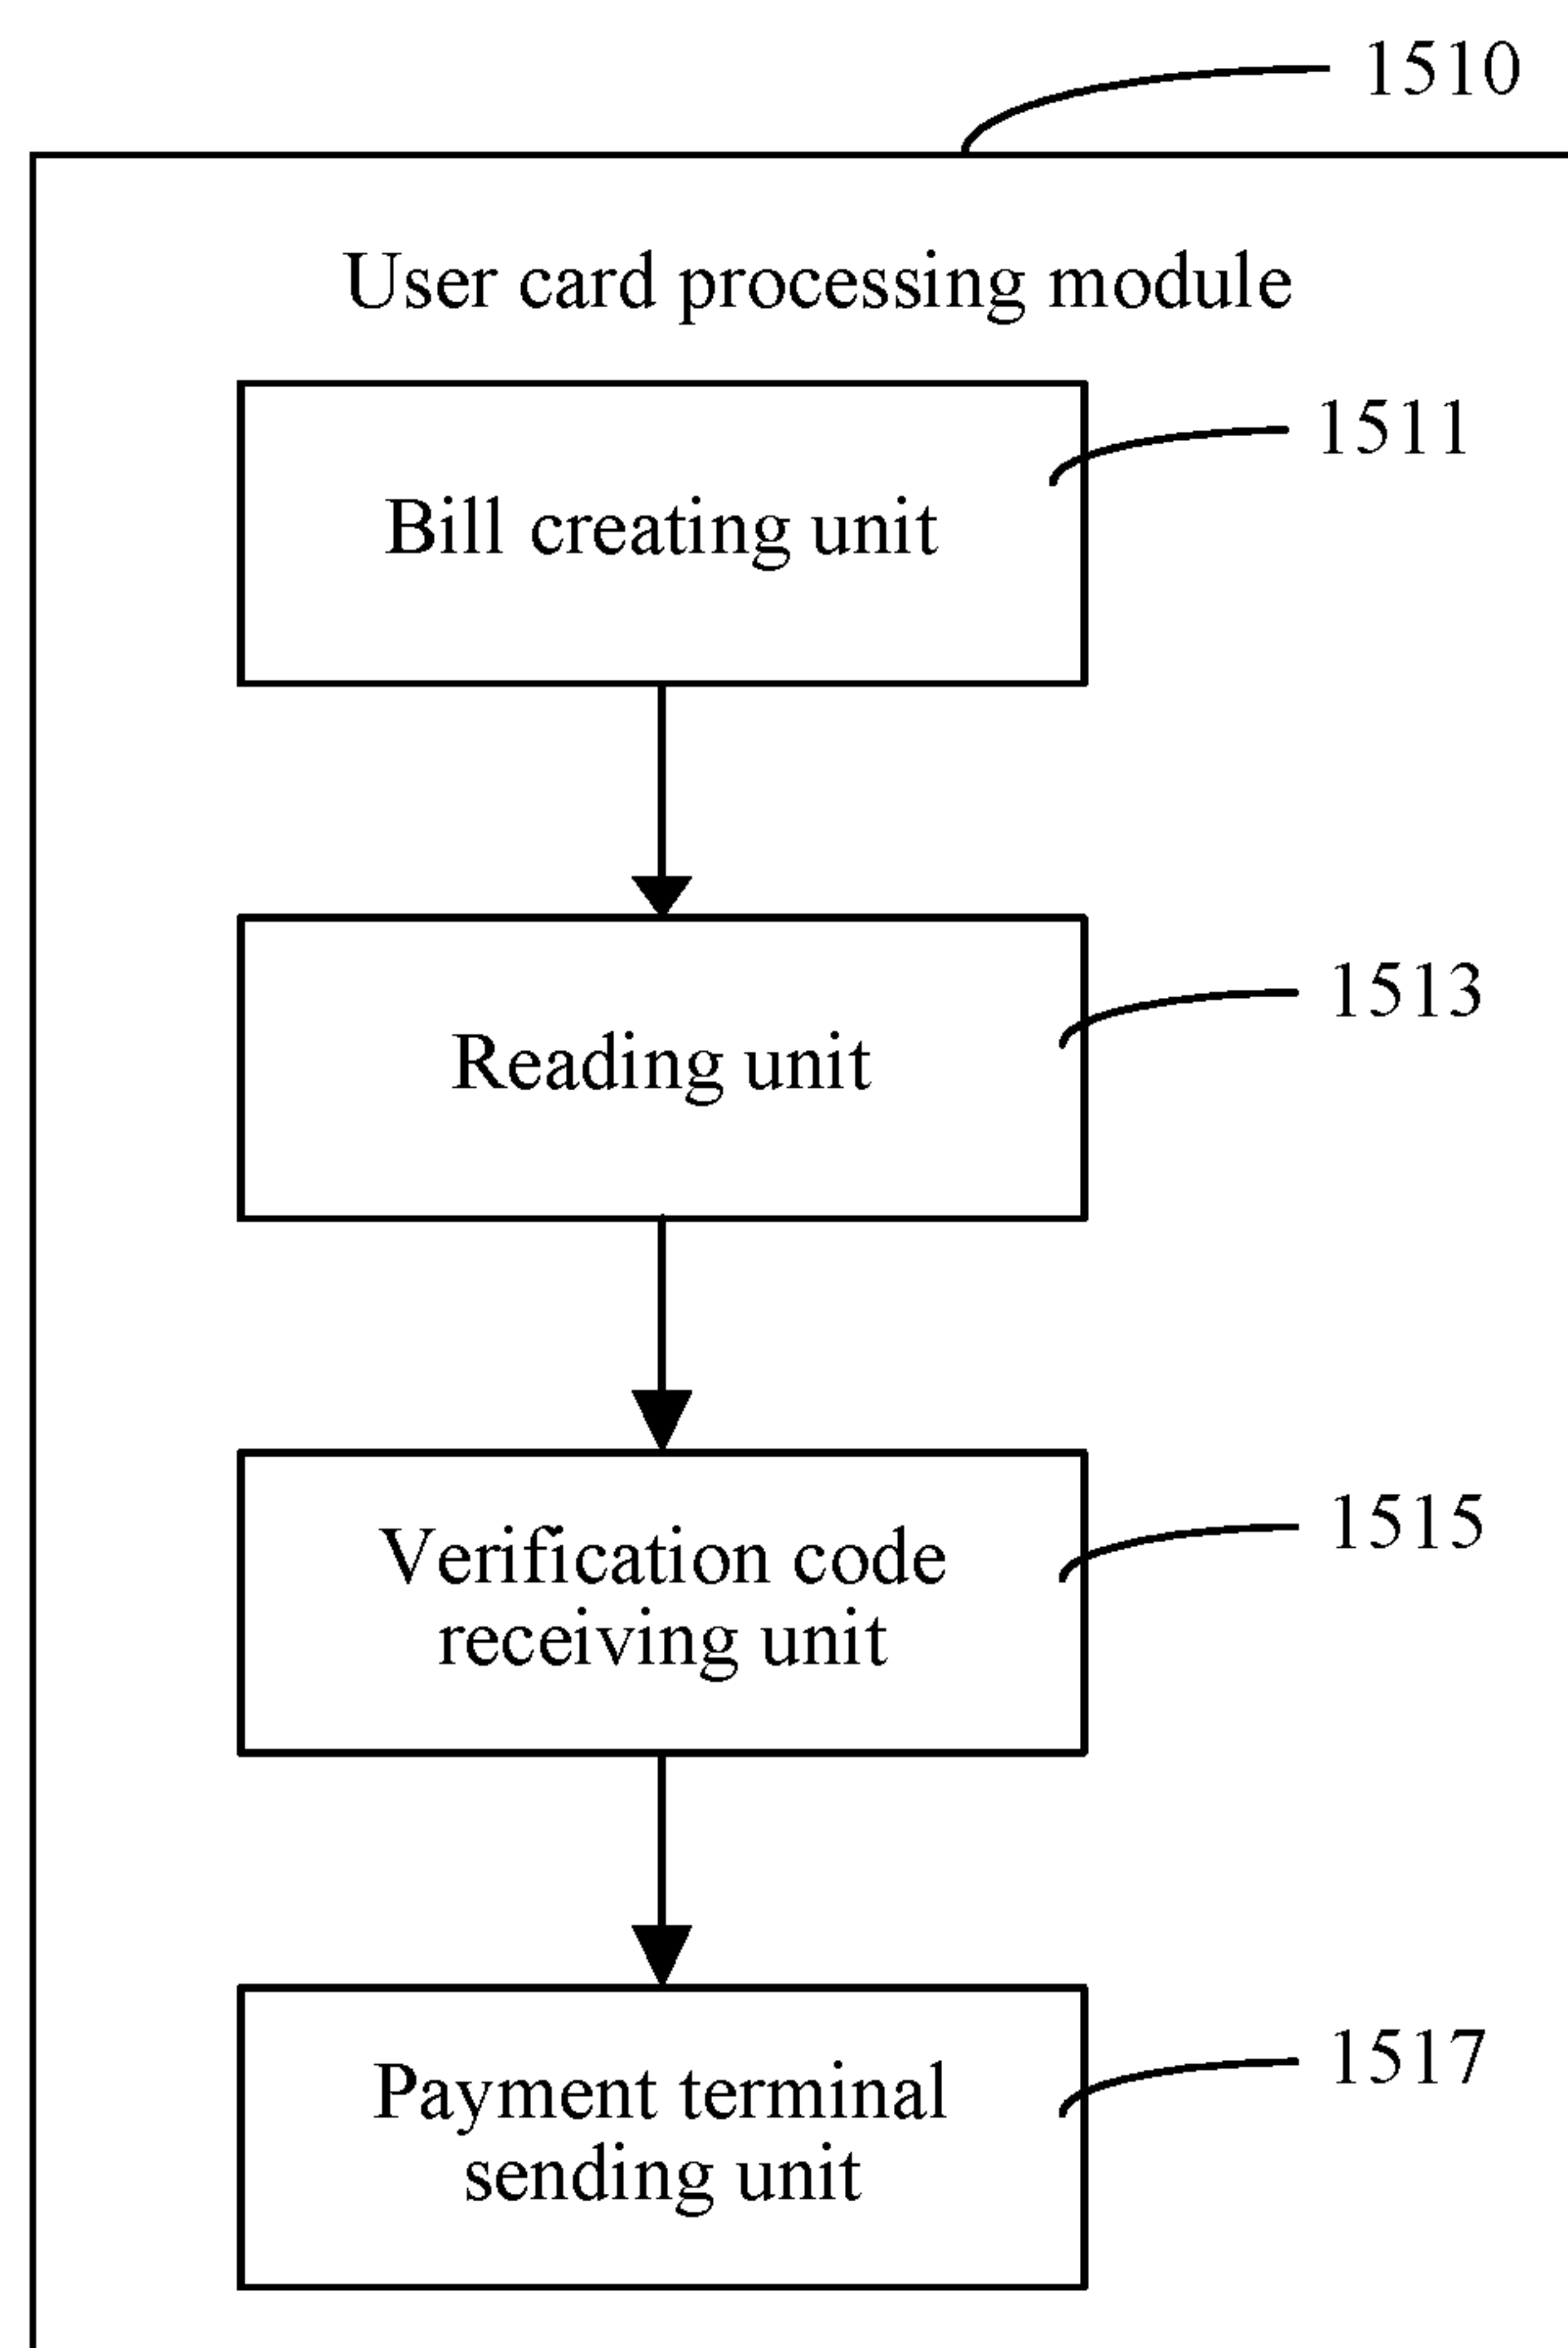 1510
User card processing module
1511
Bill creating unit
1513
Reading unit
1515
Verification code
receiving unit
1517
Payment terminal
sending unit